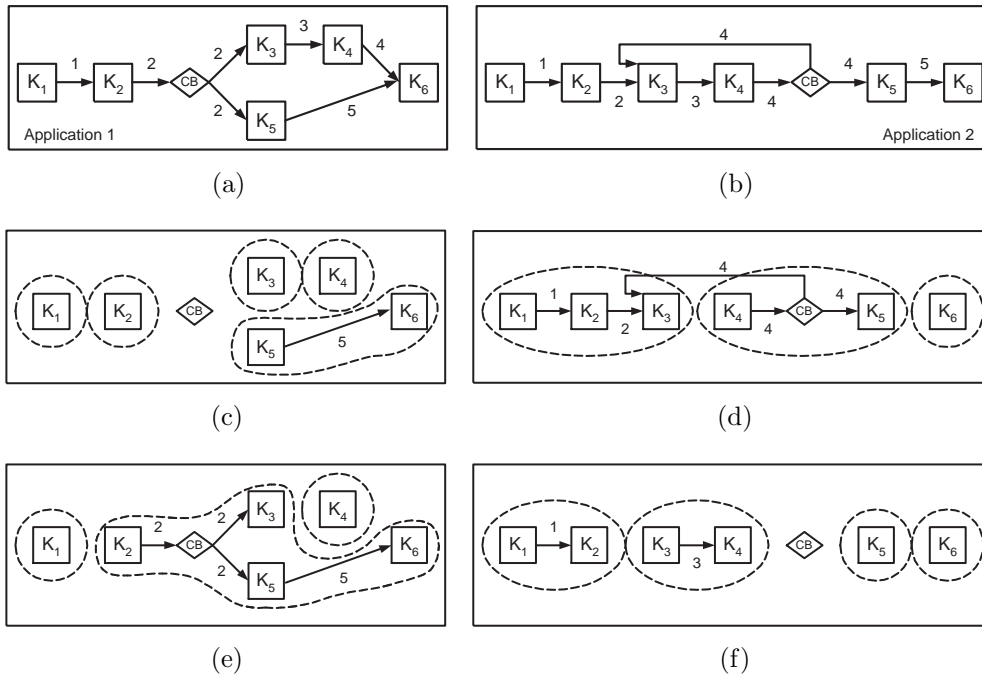 K1 1 K2 2 CB 2 K3 3 K4 4 K6
2 K5 5
Application 1
(a)
4
K1 1 K2 2 K3 3 K4 4 CB 4 K5 5 K6
Application 2
(b)
K1 K2 CB K3 K4 K6
K5 5
(c)
4
K1 1 K2 2 K3 K4 4 CB 4 K5 K6
(d)
K1 K2 2 CB 2 K3 K4 K6
2 K5 5
(e)
K1 1 K2 K3 3 K4 CB K5 K6
(f)